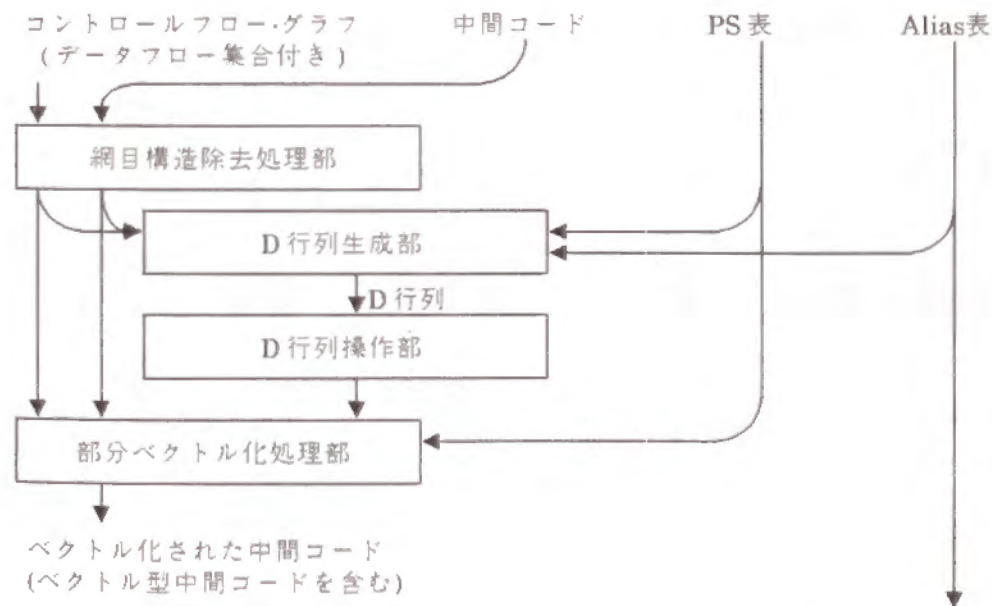 コントロールフロー・グラフ
(データフロー集合付き)
中間コード
PS表
Alias表
網目構造除去処理部
D行列生成部
D行列
D行列操作部
部分ベクトル化処理部
ベクトル化された中間コード
(ベクトル型中間コードを含む)